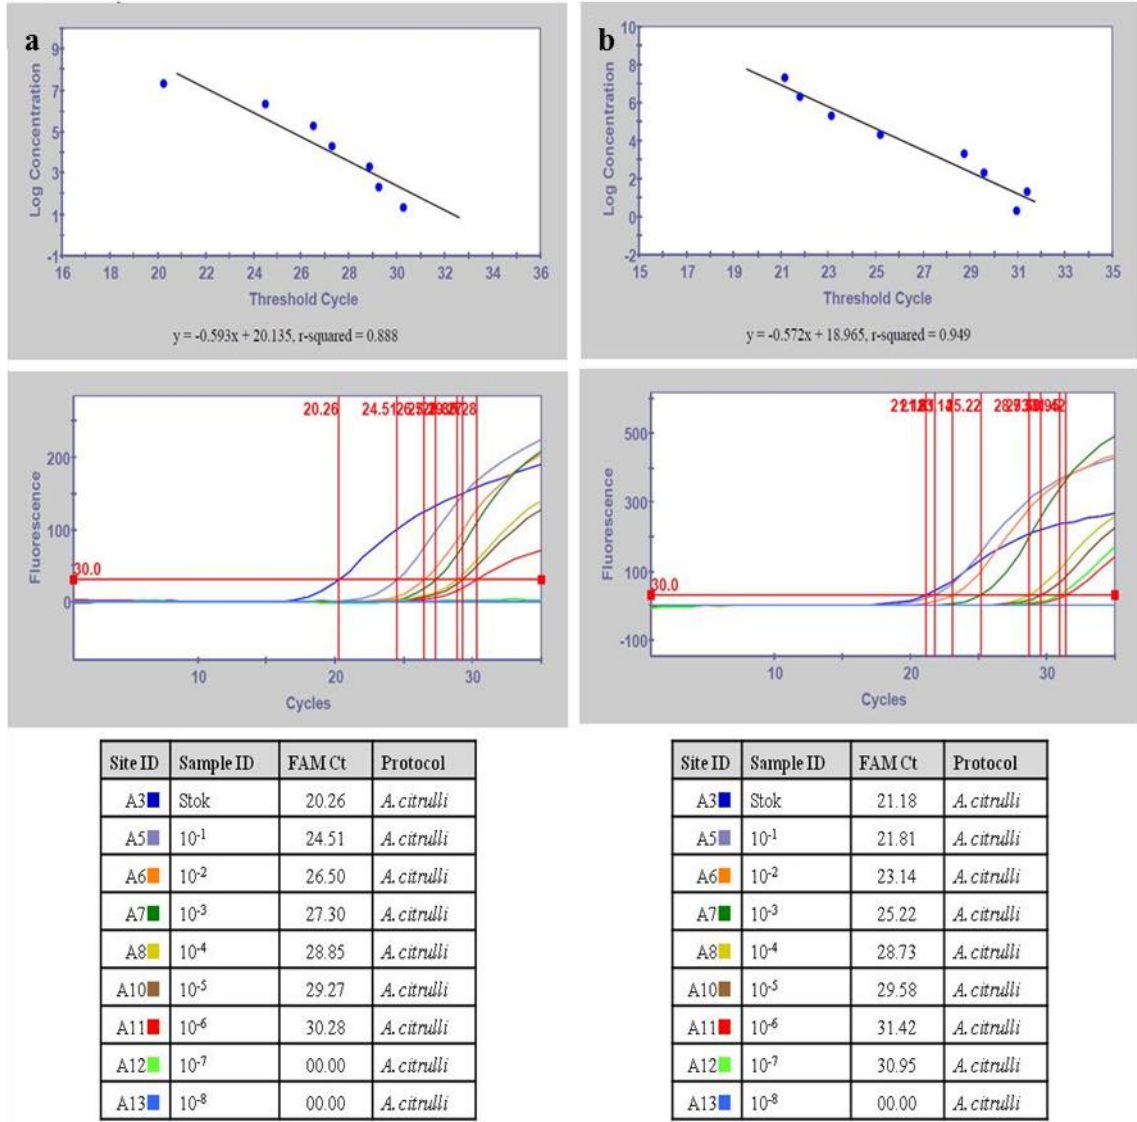 a
9
7
5
3
1
-1
16 18 20 22 24 26 28 30 32 34 36
Log Concentration
Threshold Cycle
y = -0.593x + 20.135, r-squared = 0.888
b
10
8
6
4
2
0
-2
15 17 19 21 23 25 27 29 31 33 35
Log Concentration
Threshold Cycle
y = -0.572x + 18.965, r-squared = 0.949
20.26 24.51
200
100
0
30.0
10 20 30
Fluorescence
Cycles
25.22
500
300
100
-100
30.0
10 20 30
Fluorescence
Cycles
Site ID Sample ID FAM Ct Protocol
A3 Stok 20.26 A. citrulli
A5 10⁻¹ 24.51 A. citrulli
A6 10⁻² 26.50 A. citrulli
A7 10⁻³ 27.30 A. citrulli
A8 10⁻⁴ 28.85 A. citrulli
A10 10⁻⁵ 29.27 A. citrulli
A11 10⁻⁶ 30.28 A. citrulli
A12 10⁻⁷ 00.00 A. citrulli
A13 10⁻⁸ 00.00 A. citrulli
Site ID Sample ID FAM Ct Protocol
A3 Stok 21.18 A. citrulli
A5 10⁻¹ 21.81 A. citrulli
A6 10⁻² 23.14 A. citrulli
A7 10⁻³ 25.22 A. citrulli
A8 10⁻⁴ 28.73 A. citrulli
A10 10⁻⁵ 29.58 A. citrulli
A11 10⁻⁶ 31.42 A. citrulli
A12 10⁻⁷ 30.95 A. citrulli
A13 10⁻⁸ 00.00 A. citrulli